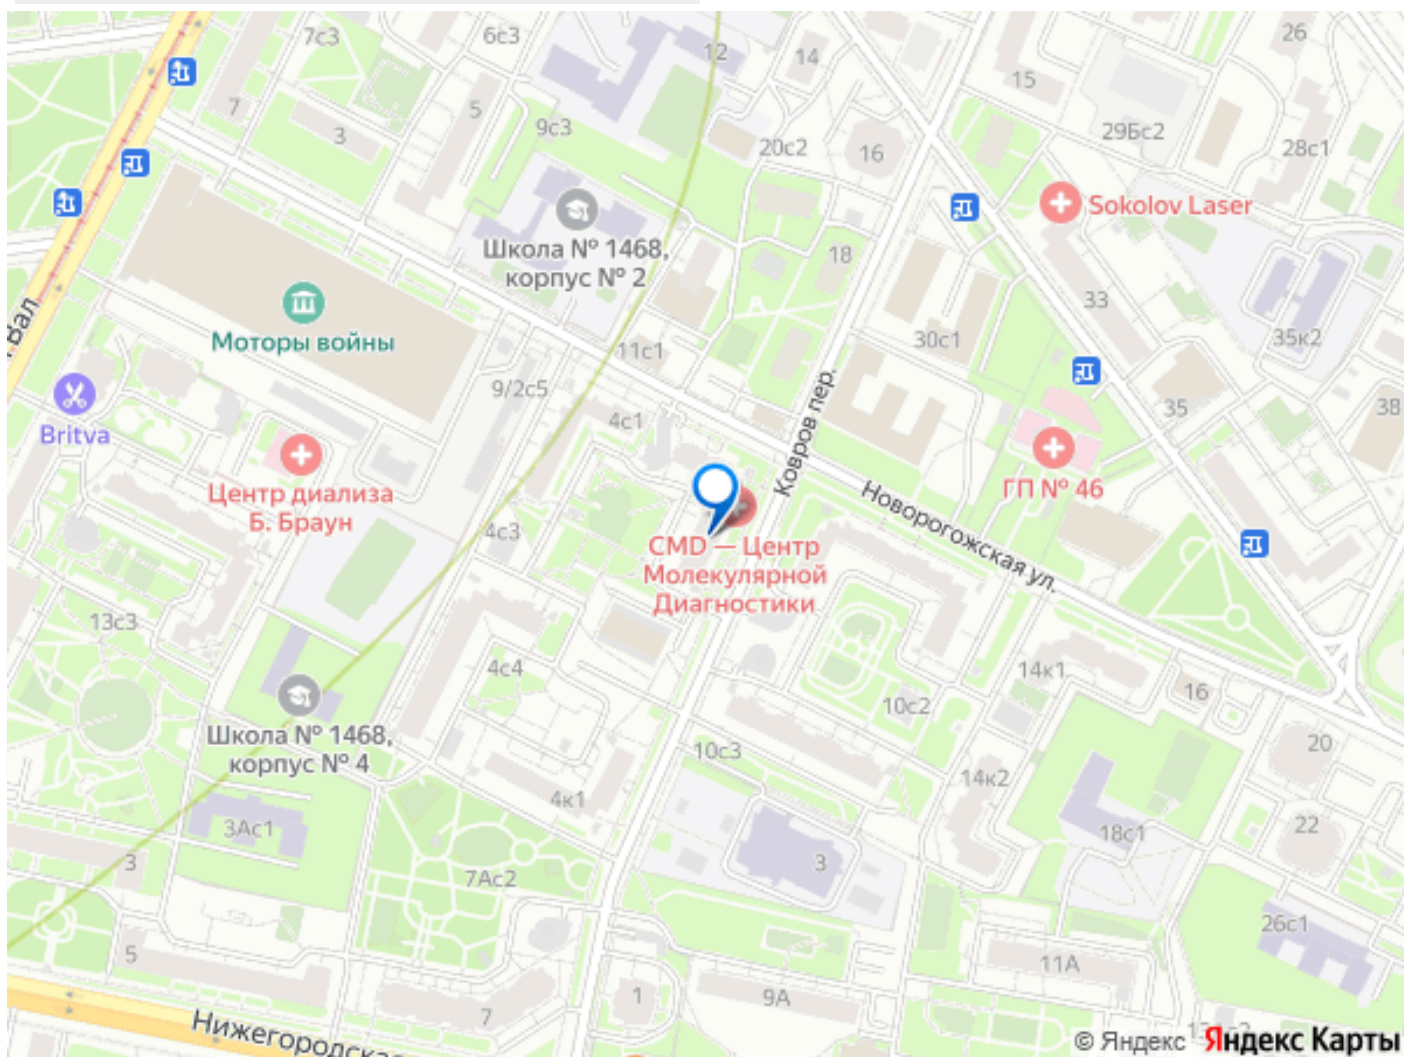 7с3
6с3
12
14
26
15
7
5
3
9с3
29Бс2
20с2
16
28с1
Sokolov Laser
Школа № 1468,
корпус № 2
18
33
Вал
Моторы войны
30с1
35к2
11с1
9/2с5
35
38
4с1
Ковров пер.
Britva
ГП № 46
Центр диализа
Б. Браун
Новорогожская ул.
4с3
CMD — Центр
Молекулярной
Диагностики
13с3
4с4
14к1
16
10с2
Школа № 1468,
корпус № 4
10с3
20
14к2
4к1
3Ас1
18с1
22
3
3
7Ас2
26с1
5
11А
1
9А
7
Нижегородская
© Яндекс Яндекс Карты